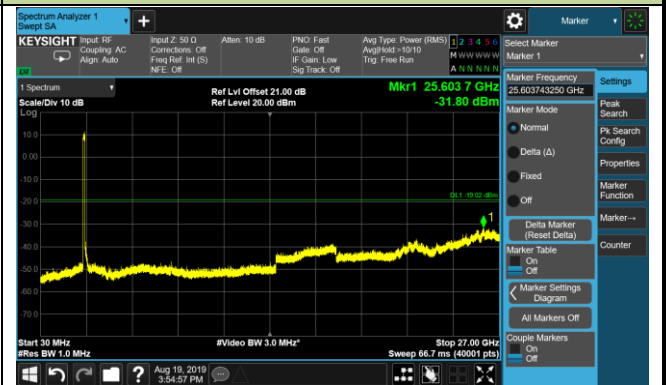 Spectrum Analyzer 1
Swept SA
+
Marker
KEYSIGHT
Input: RF
Coupling: AC
Align: Auto
Input Z: 50 Ω
Corrections: Off
Freq Ref: Int (S)
NFE: Off
Atten: 10 dB
PNO: Fast
Gate: Off
IF Gain: Low
Sig Track: Off
Avg Type: Power (RMS)
Avg|Hold:>10/10
Trig: Free Run
1 2 3 4 5 6
M W W W W W
A N N N N N
Select Marker
Marker 1
1 Spectrum
Scale/Div 10 dB
Log
Ref Lvl Offset 21.00 dB
Ref Level 20.00 dBm
Mkr1 25.603 7 GHz
-31.80 dBm
10.0
0.00
-10.0
-20.0
-30.0
-40.0
-50.0
-60.0
-70.0
DL1 -19.02 dBm
1
Start 30 MHz
#Res BW 1.0 MHz
#Video BW 3.0 MHz*
Stop 27.00 GHz
Sweep 66.7 ms (40001 pts)
Marker Frequency
25.603743250 GHz
Marker Mode
Normal
Delta (Δ)
Fixed
Off
Delta Marker
(Reset Delta)
Marker Table
On
Off
Marker Settings
Diagram
All Markers Off
Couple Markers
On
Off
Settings
Peak
Search
Pk Search
Config
Properties
Marker
Function
Marker→
Counter
?
Aug 19, 2019
3:54:57 PM